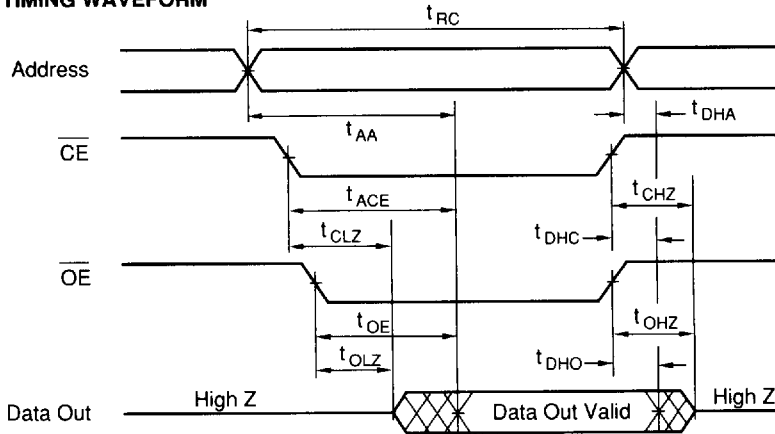 TIMING WAVEFORM
tRC
Address
tAA
tDHA
CE
tACE
tCHZ
tCLZ
tDHC
OE
tOE
tOHZ
tOLZ
tDHO
High Z
Data Out
Data Out Valid
High Z